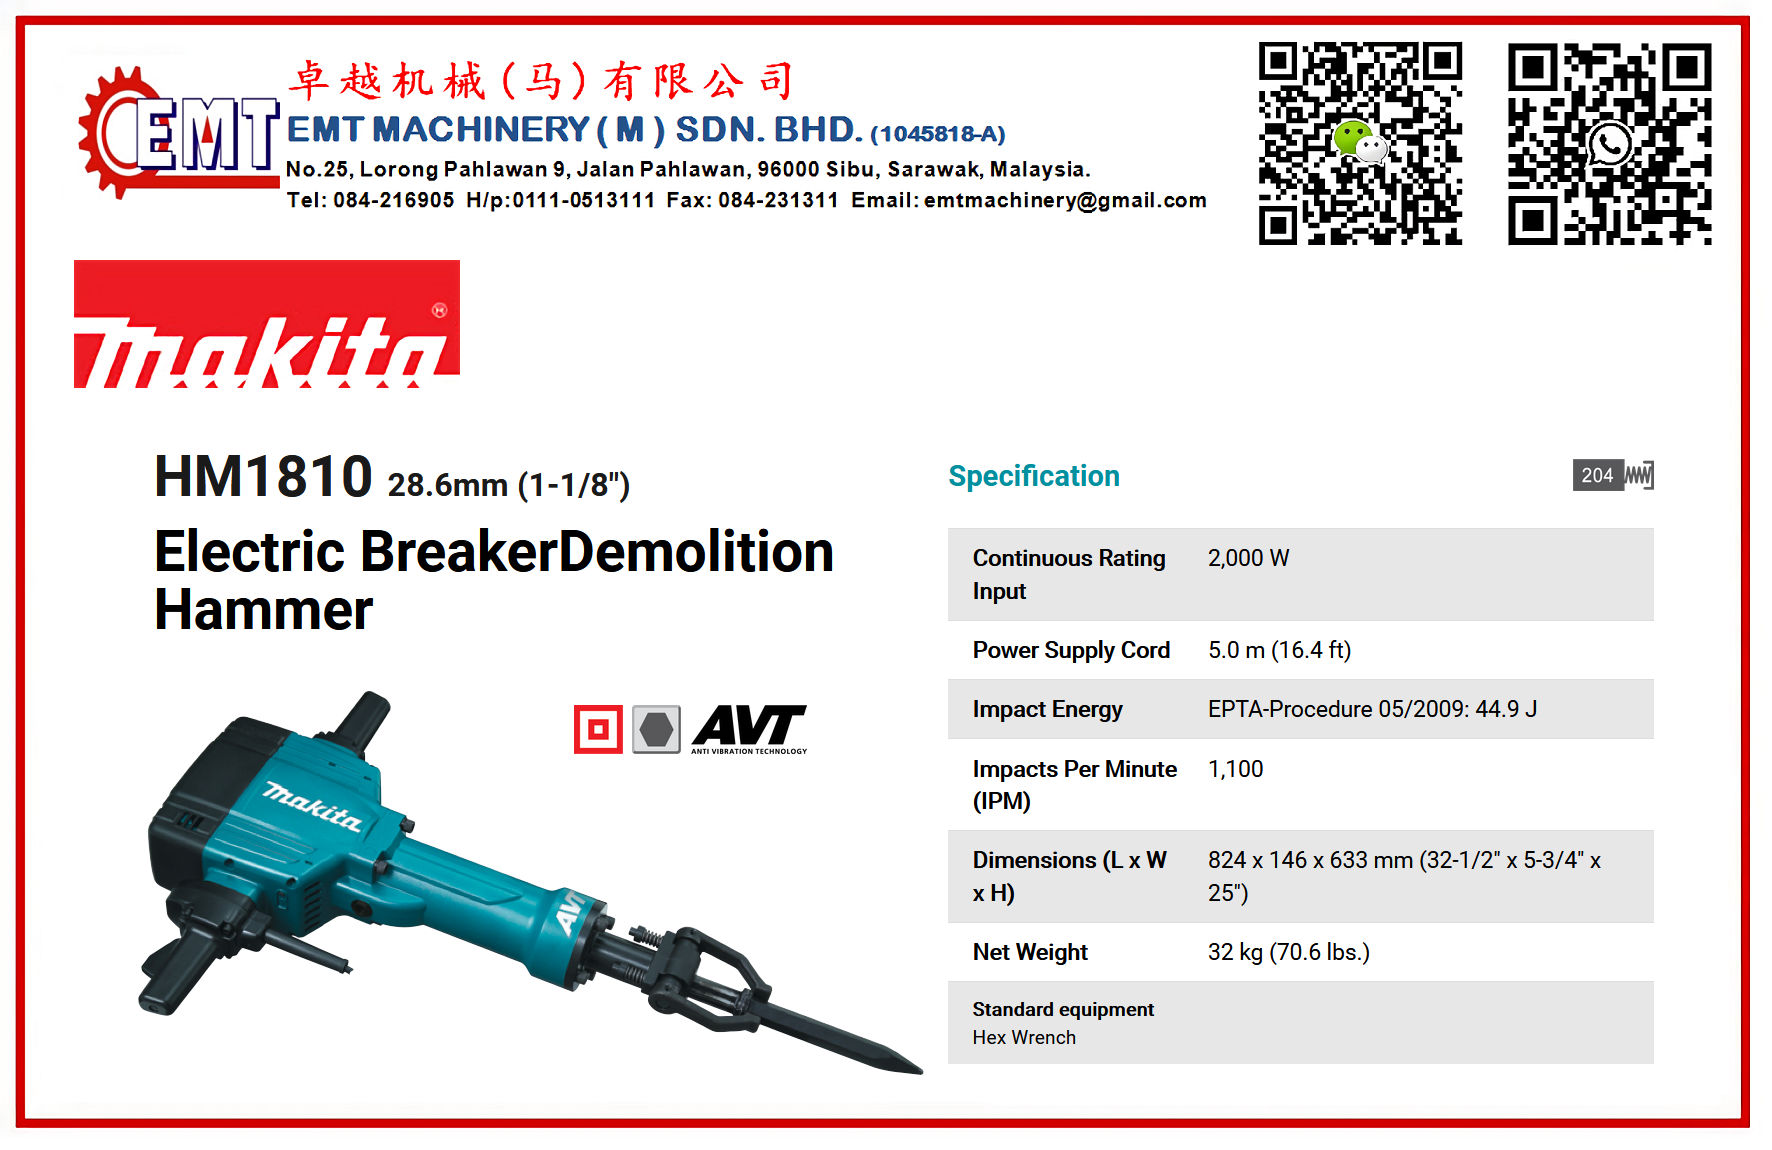 卓越机械(马)有限公司
EMT
EMT MACHINERY ( M ) SDN. BHD. (1045818-A)
No.25, Lorong Pahlawan 9, Jalan Pahlawan, 96000 Sibu, Sarawak, Malaysia.
Tel: 084-216905 H/p:0111-0513111 Fax: 084-231311 Email: emtmachinery@gmail.com
makita
HM1810 28.6mm (1-1/8")
Electric BreakerDemolition
Hammer
AVT
ANTI VIBRATION TECHNOLOGY
makita
AVT
Specification
204
Continuous Rating Input 2,000 W
Power Supply Cord 5.0 m (16.4 ft)
Impact Energy EPTA-Procedure 05/2009: 44.9 J
Impacts Per Minute (IPM) 1,100
Dimensions (L x W x H) 824 x 146 x 633 mm (32-1/2" x 5-3/4" x 25")
Net Weight 32 kg (70.6 lbs.)
Standard equipment
Hex Wrench